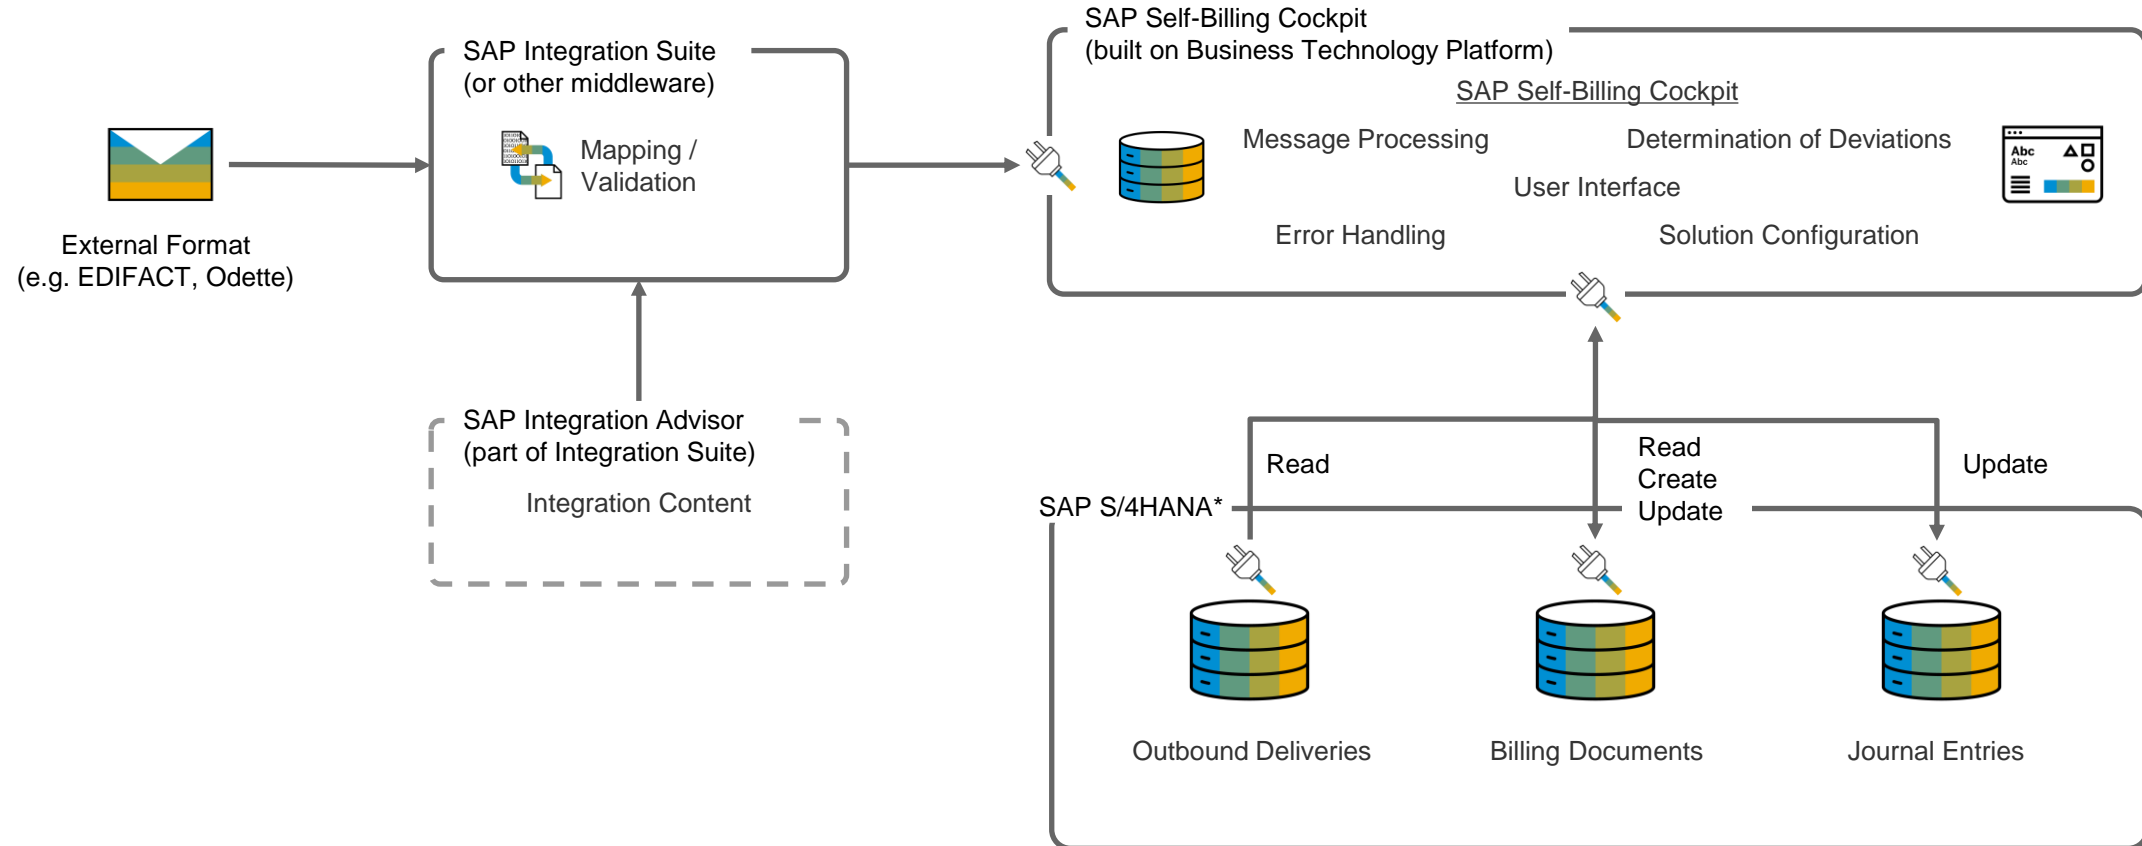 SAP Self-Billing Cockpit
(built on Business Technology Platform)
SAP Integration Suite
(or other middleware)
Mapping /
Validation
External Format
(e.g. EDIFACT, Odette)
SAP Self-Billing Cockpit
Message Processing
Determination of Deviations
User Interface
Error Handling
Solution Configuration
Abc
Abc
SAP Integration Advisor
(part of Integration Suite)
Integration Content
Read
Read
Create
Update
Update
SAP S/4HANA*
Outbound Deliveries
Billing Documents
Journal Entries